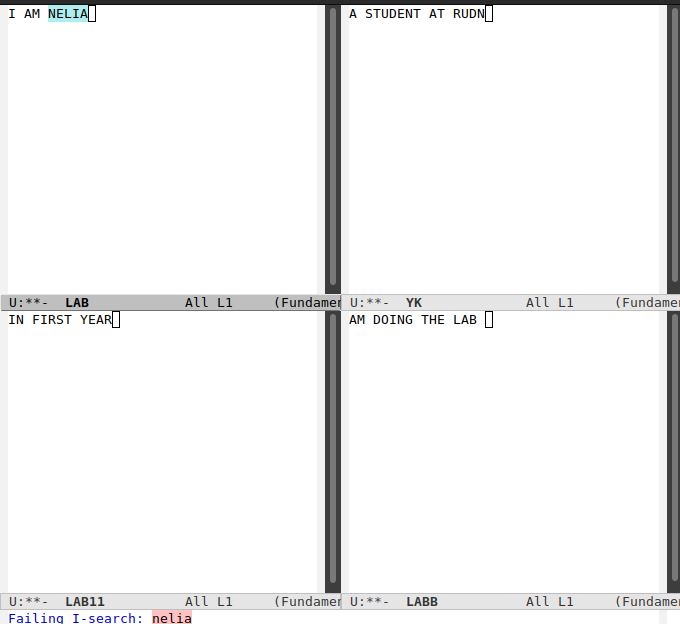 I AM NELIA
A STUDENT AT RUDN
U:**-  LAB            All L1     (Fundamen
U:**-  YK             All L1     (Fundamen
IN FIRST YEAR
AM DOING THE LAB
U:**-  LAB11          All L1     (Fundamen
U:**-  LABB           All L1     (Fundamen
Failing I-search: nelia